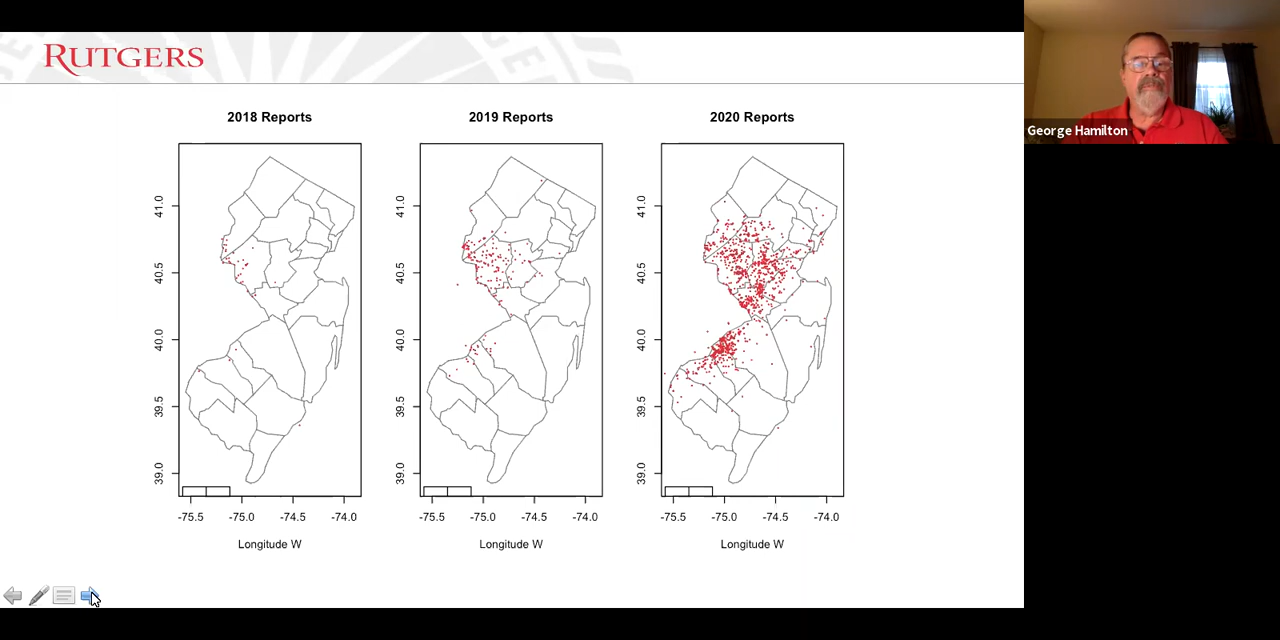 RUTGERS
2018 Reports
2019 Reports
2020 Reports
41.0
40.5
40.0
39.5
39.0
-75.5 -75.0 -74.5 -74.0
Longitude W
41.0
40.5
40.0
39.5
39.0
-75.5 -75.0 -74.5 -74.0
Longitude W
41.0
40.5
40.0
39.5
39.0
-75.5 -75.0 -74.5 -74.0
Longitude W
George Hamilton